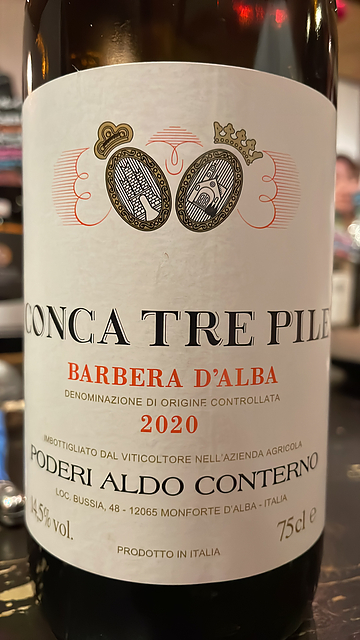 CONCA TRE PILE
BARBERA D'ALBA
DENOMINAZIONE DI ORIGINE CONTROLLATA
2020
IMBOTTIGLIATO DAL VITICOLTORE NELL'AZIENDA AGRICOLA
PODERI ALDO CONTERNO
LOC. BUSSIA, 48 - 12065 MONFORTE D'ALBA - ITALIA
14,5% vol.
75cl e
PRODOTTO IN ITALIA